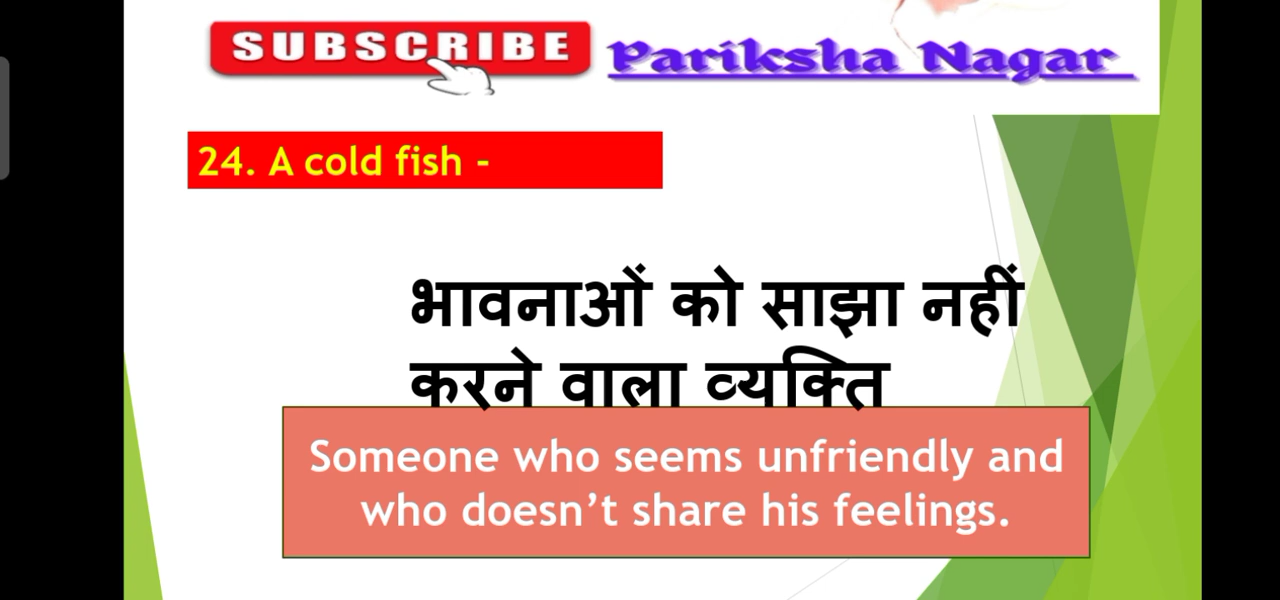 SUBSCRIBE Pariksha Nagar
24. A cold fish -
भावनाओं को साझा नहीं
करने वाला व्यक्ति
Someone who seems unfriendly and
who doesn’t share his feelings.